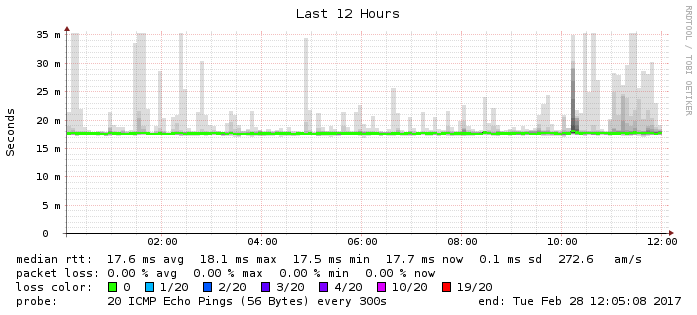 Last 12 Hours
RRDTOOL / TOBI OETIKER
Seconds
35 m
30 m
25 m
20 m
15 m
10 m
5 m
0
02:00 04:00 06:00 08:00 10:00 12:00
median rtt: 17.6 ms avg 18.1 ms max 17.5 ms min 17.7 ms now 0.1 ms sd 272.6 am/s
packet loss: 0.00 % avg 0.00 % max 0.00 % min 0.00 % now
loss color: 0 1/20 2/20 3/20 4/20 10/20 19/20
probe: 20 ICMP Echo Pings (56 Bytes) every 300s end: Tue Feb 28 12:05:08 2017